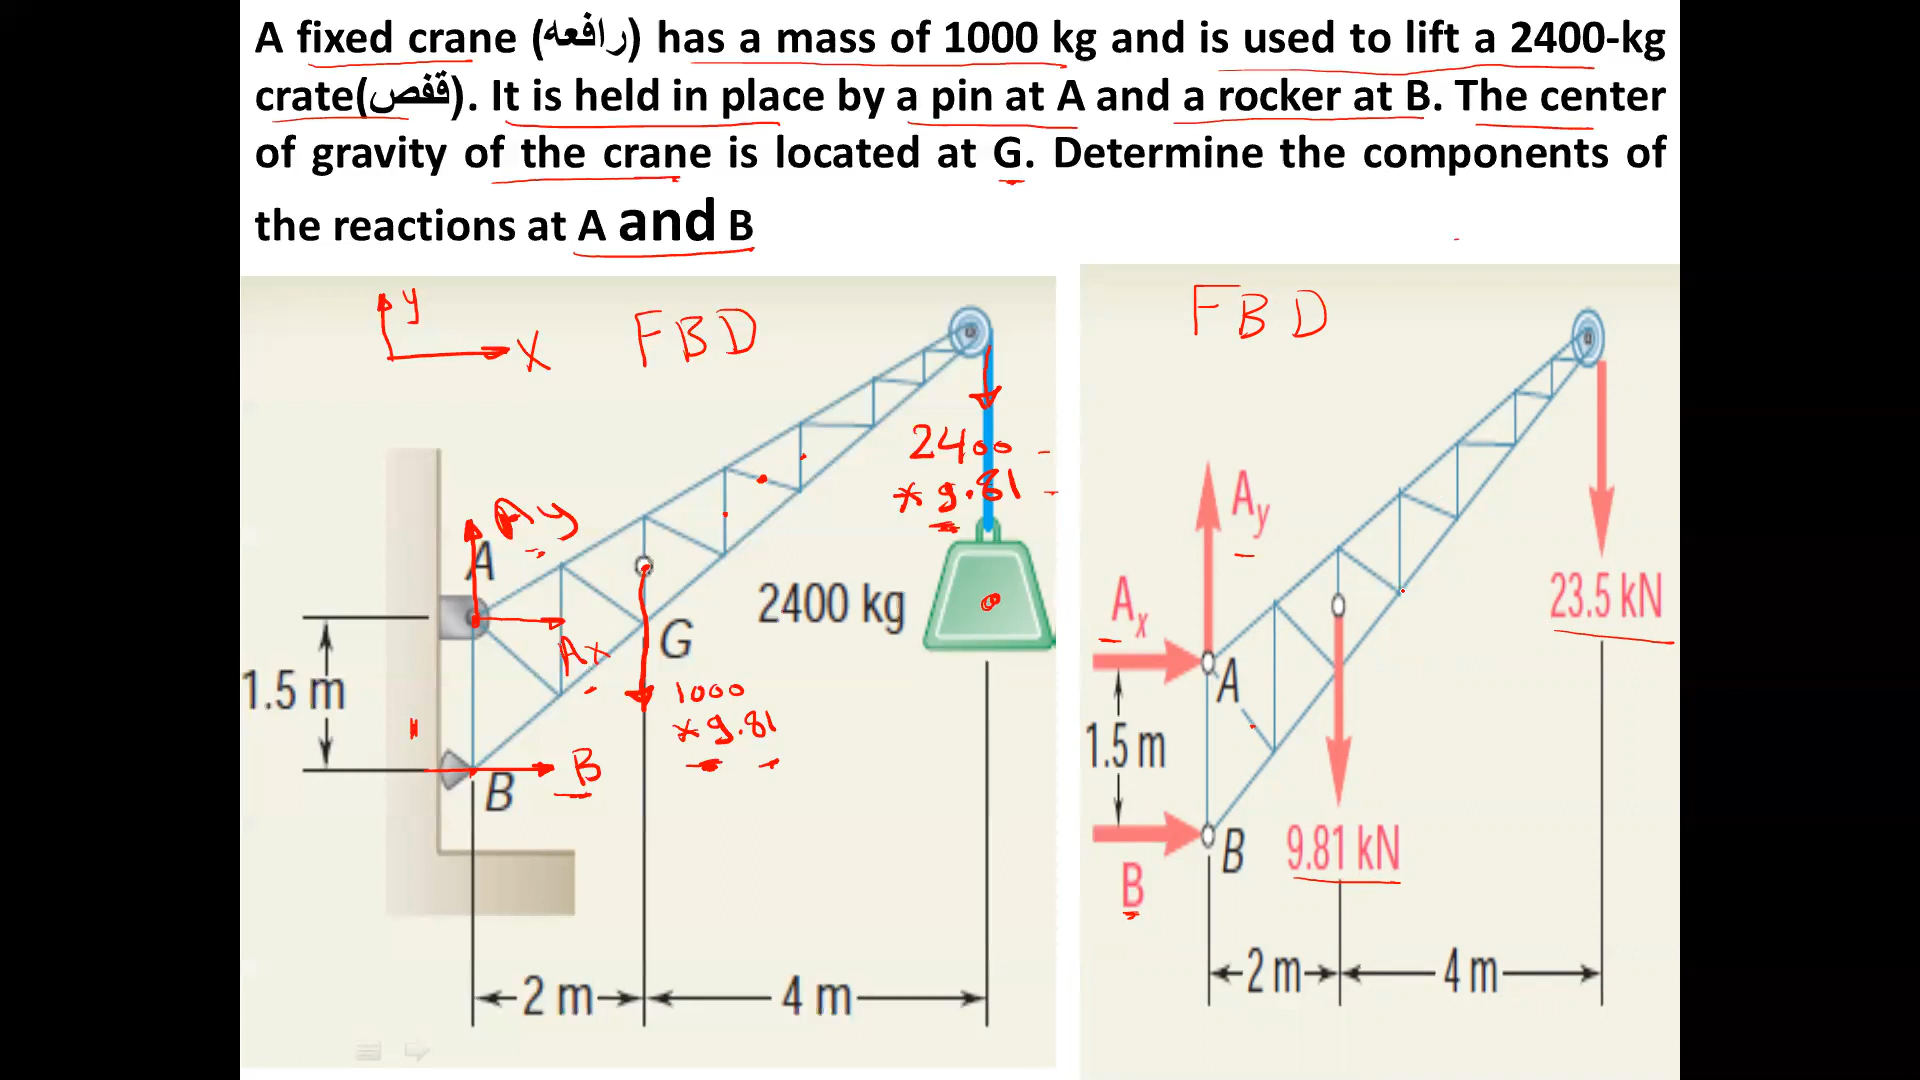 A fixed crane (رافعه) has a mass of 1000 kg and is used to lift a 2400-kg
crate(قفص). It is held in place by a pin at A and a rocker at B. The center
of gravity of the crane is located at G. Determine the components of
the reactions at A and B
y
x
FBD
2400
* 9.81
Ay
A
2400 kg
Ax
G
1.5 m
1000
* 9.81
B
B
2 m
4 m
FBD
Ay
23.5 kN
Ax
A
1.5 m
B
9.81 kN
B
2 m
4 m